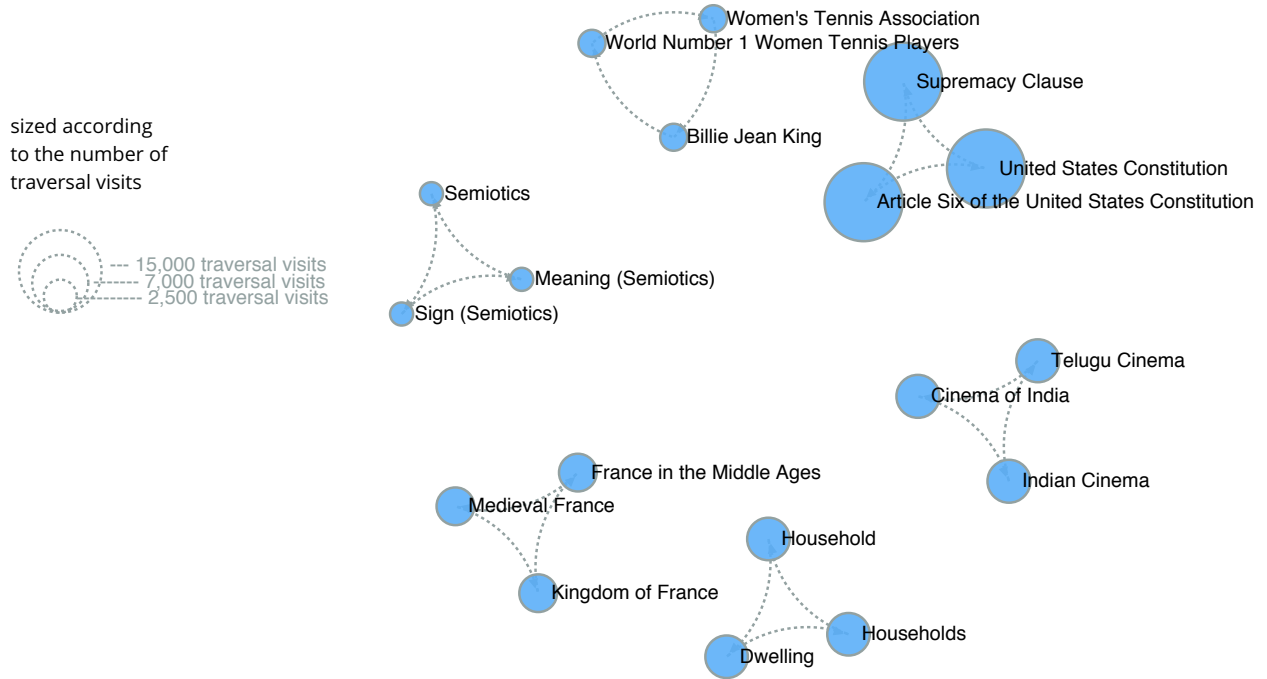 Women's Tennis Association
World Number 1 Women Tennis Players
Supremacy Clause
sized according
to the number of
traversal visits
Billie Jean King
United States Constitution
Semiotics
Article Six of the United States Constitution
15,000 traversal visits
7,000 traversal visits
2,500 traversal visits
Meaning (Semiotics)
Sign (Semiotics)
Telugu Cinema
Cinema of India
France in the Middle Ages
Indian Cinema
Medieval France
Household
Kingdom of France
Households
Dwelling